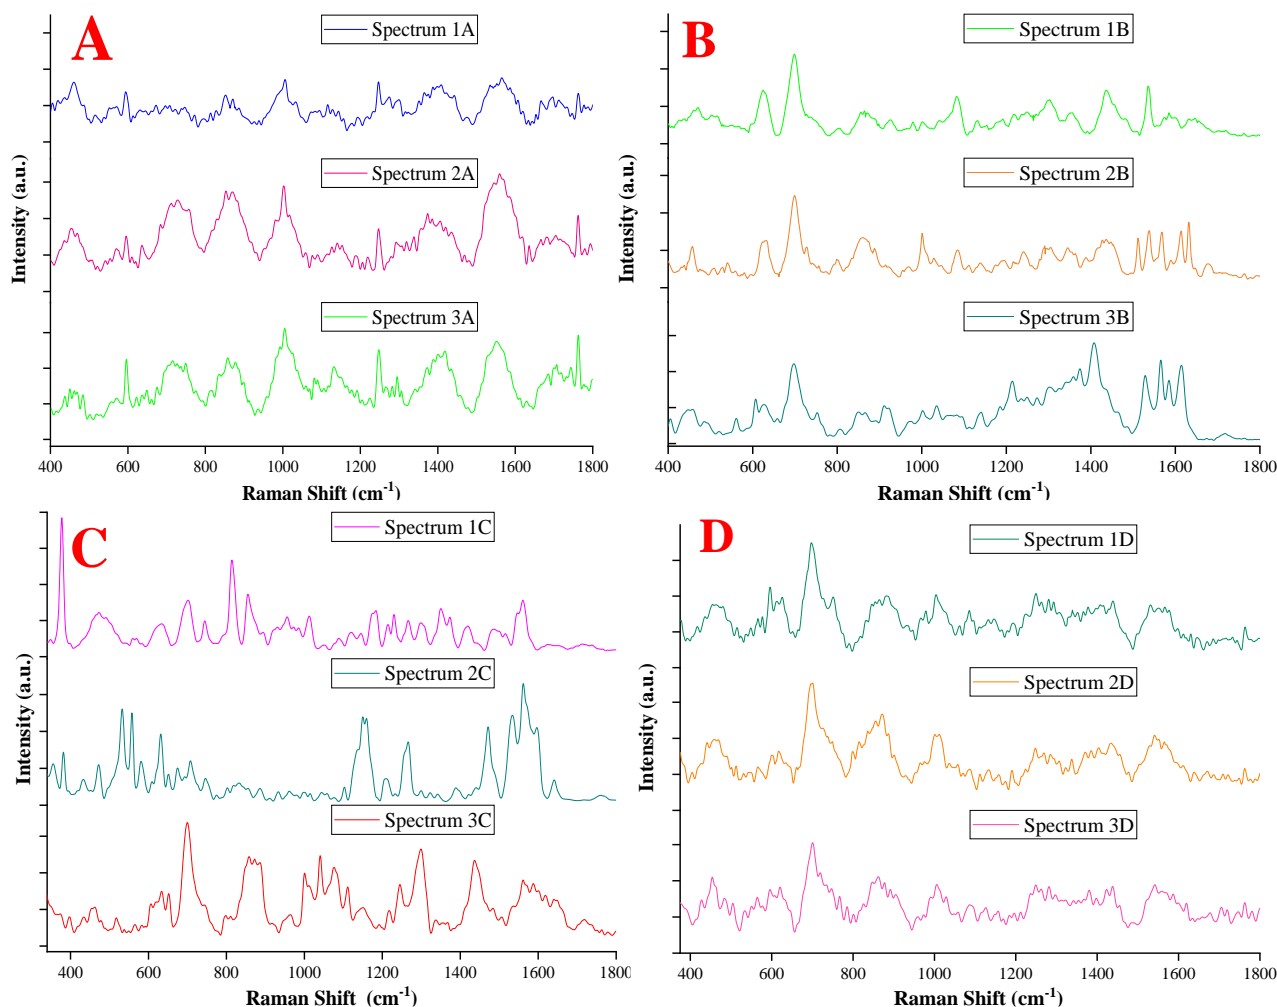 A
Spectrum 1A
Spectrum 2A
Spectrum 3A
Intensity (a.u.)
400 600 800 1000 1200 1400 1600 1800
Raman Shift (cm⁻¹)
B
Spectrum 1B
Spectrum 2B
Spectrum 3B
Intensity (a.u.)
400 600 800 1000 1200 1400 1600 1800
Raman Shift (cm⁻¹)
C
Spectrum 1C
Spectrum 2C
Spectrum 3C
Intensity (a.u.)
400 600 800 1000 1200 1400 1600 1800
Raman Shift (cm⁻¹)
D
Spectrum 1D
Spectrum 2D
Spectrum 3D
Intensity (a.u.)
400 600 800 1000 1200 1400 1600 1800
Raman Shift (cm⁻¹)